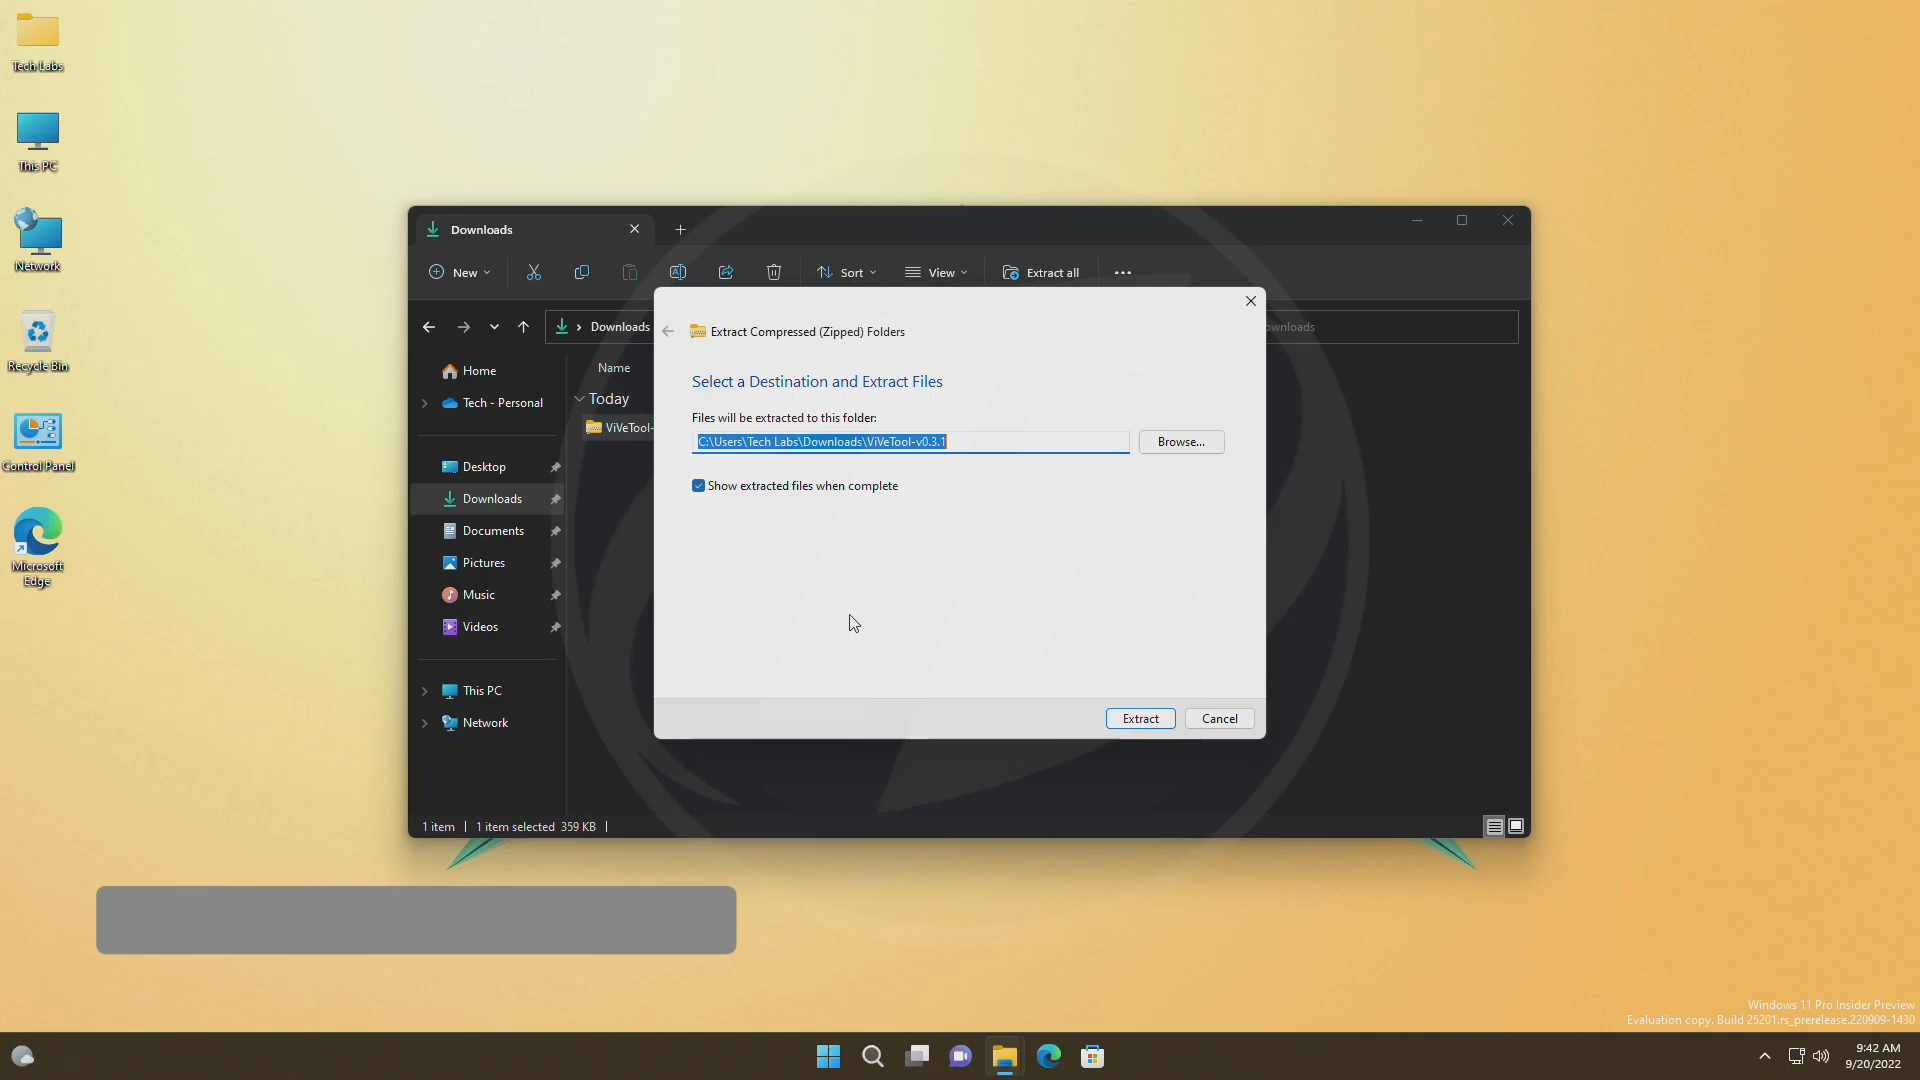 Tech Labs
This PC
Network
Recycle Bin
Control Panel
Microsoft
Edge
Downloads
New
Sort
View
Extract all
Downloads
Home
Tech - Personal
Desktop
Downloads
Documents
Pictures
Music
Videos
This PC
Network
Name
Today
ViVeTool-
ownloads
Extract Compressed (Zipped) Folders
Select a Destination and Extract Files
Files will be extracted to this folder:
C:\Users\Tech Labs\Downloads\ViVeTool-v0.3.1
Browse...
Show extracted files when complete
Extract
Cancel
1 item
1 item selected 359 KB
Windows 11 Pro Insider Preview
Evaluation copy. Build 25201.rs_prerelease.220909-1430
9:42 AM
9/20/2022